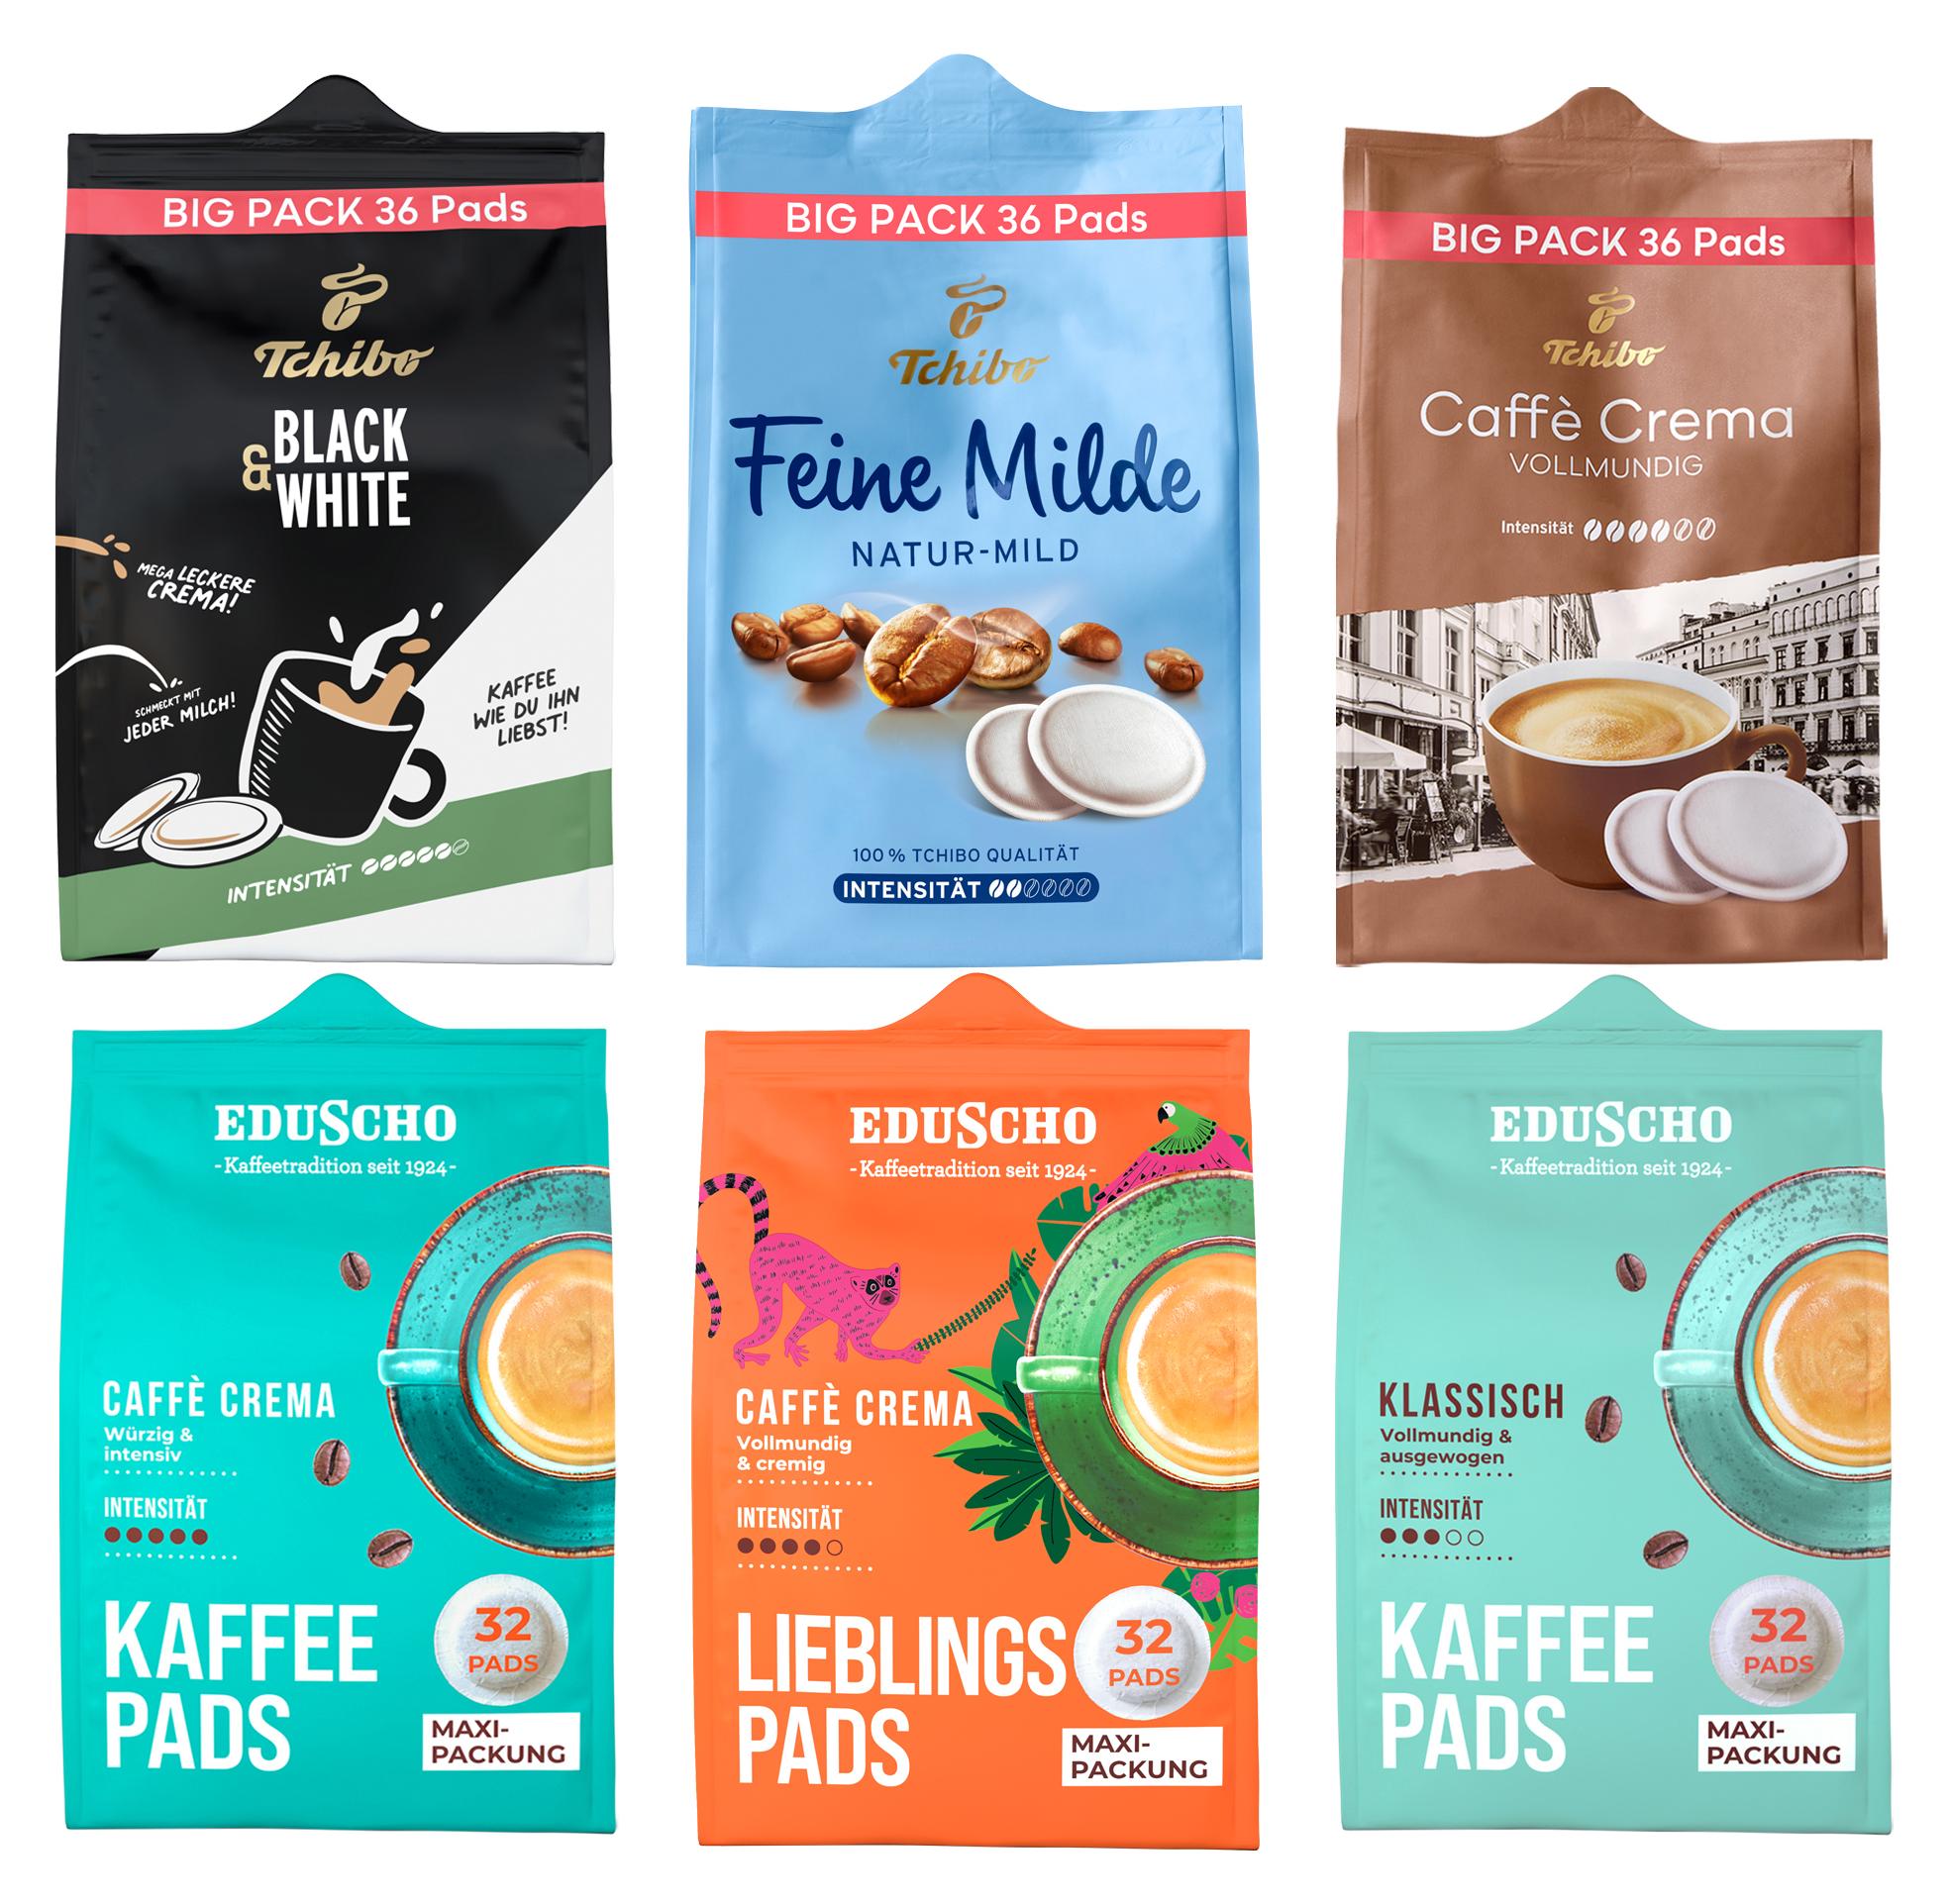 BIG PACK 36 Pads
Tchibo
BLACK
& WHITE
MEGA LECKERE
CREMA!
SCHMECKT MIT
JEDER MILCH!
KAFFEE
WIE DU IHN
LIEBST!
INTENSITÄT
BIG PACK 36 Pads
Tchibo
Feine Milde
NATUR-MILD
100 % TCHIBO QUALITÄT
INTENSITÄT
BIG PACK 36 Pads
Tchibo
Caffè Crema
VOLLMUNDIG
Intensität
EDUSCHO
-Kaffeetradition seit 1924-
CAFFÈ CREMA
Würzig &
intensiv
INTENSITÄT
KAFFEE
PADS
32
PADS
MAXI-
PACKUNG
EDUSCHO
-Kaffeetradition seit 1924-
CAFFÈ CREMA
Vollmundig
& cremig
INTENSITÄT
LIEBLINGS
PADS
32
PADS
MAXI-
PACKUNG
EDUSCHO
-Kaffeetradition seit 1924-
KLASSISCH
Vollmundig &
ausgewogen
INTENSITÄT
KAFFEE
PADS
32
PADS
MAXI-
PACKUNG